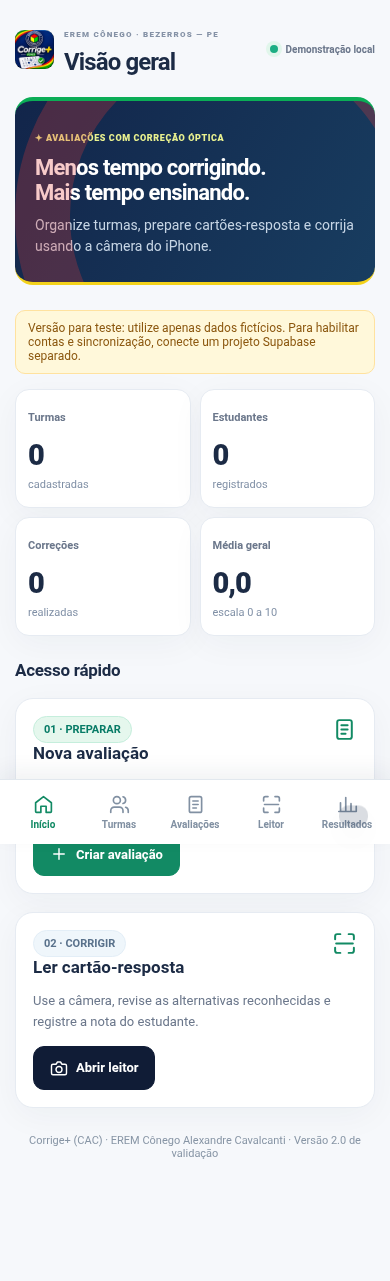 EREM CÔNEGO - BEZERROS — PE
Visão geral
Demonstração local
Corrige+
✦ AVALIAÇÕES COM CORREÇÃO ÓPTICA
Menos tempo corrigindo.
Mais tempo ensinando.
Organize turmas, prepare cartões-resposta e corrija
usando a câmera do iPhone.
Versão para teste: utilize apenas dados fictícios. Para habilitar
contas e sincronização, conecte um projeto Supabase
separado.
Turmas
0
cadastradas
Estudantes
0
registrados
Correções
0
realizadas
Média geral
0,0
escala 0 a 10
Acesso rápido
01 · PREPARAR
Nova avaliação
Início
Turmas
Avaliações
Leitor
Resultados
Criar avaliação
02 · CORRIGIR
Ler cartão-resposta
Use a câmera, revise as alternativas reconhecidas e
registre a nota do estudante.
Abrir leitor
Corrige+ (CAC) · EREM Cônego Alexandre Cavalcanti · Versão 2.0 de
validação